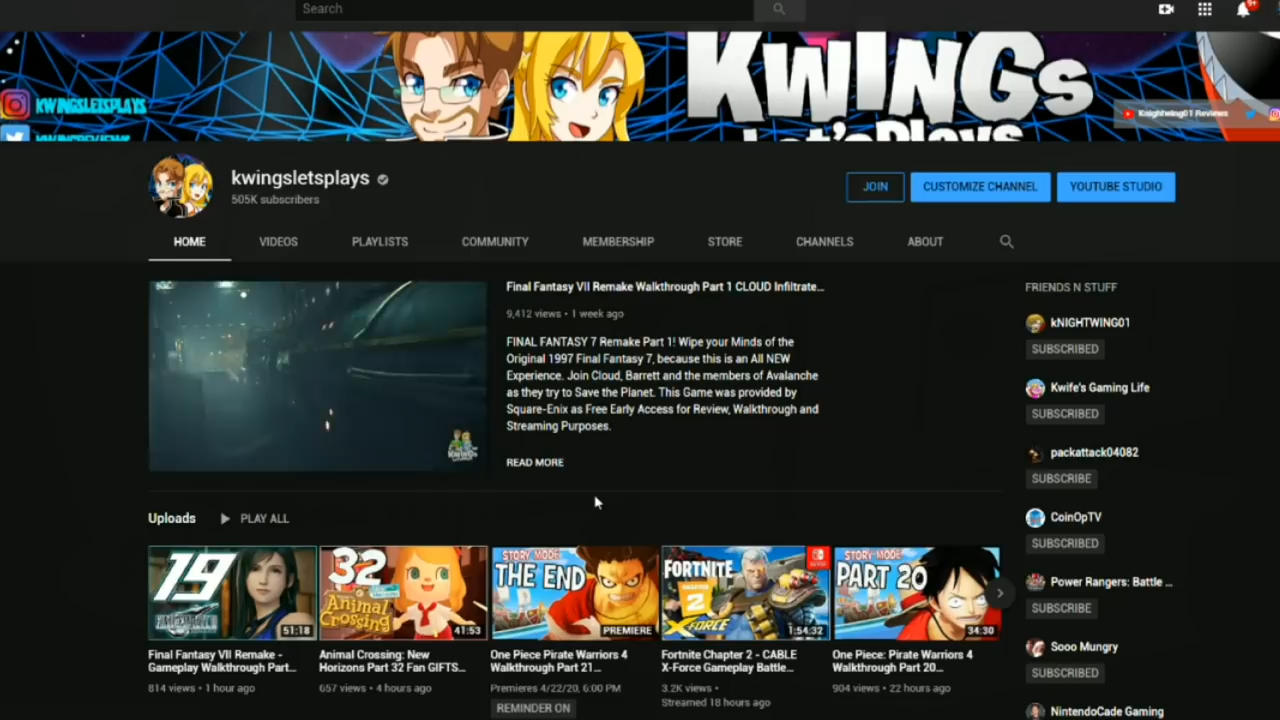 Search
9+
KWiNGs
Let'sPlays
KWINGSLETSPLAYS
KWINGREVIEWS
Knightwing01 Reviews
kwingsletsplays
505K subscribers
JOIN
CUSTOMIZE CHANNEL
YOUTUBE STUDIO
HOME
VIDEOS
PLAYLISTS
COMMUNITY
MEMBERSHIP
STORE
CHANNELS
ABOUT
Final Fantasy VII Remake Walkthrough Part 1 CLOUD Infiltrate...
9,412 views • 1 week ago
FINAL FANTASY 7 Remake Part 1! Wipe your Minds of the
Original 1997 Final Fantasy 7, because this is an All NEW
Experience. Join Cloud, Barrett and the members of Avalanche
as they try to Save the Planet. This Game was provided by
Square-Enix as Free Early Access for Review, Walkthrough and
Streaming Purposes.
READ MORE
KWiNGs
FRIENDS N STUFF
kNIGHTWING01
SUBSCRIBED
Kwife's Gaming Life
SUBSCRIBED
packattack04082
SUBSCRIBE
CoinOpTV
SUBSCRIBED
Power Rangers: Battle ...
SUBSCRIBE
Sooo Mungry
SUBSCRIBED
NintendoCade Gaming
Uploads
PLAY ALL
19
51:18
Final Fantasy VII Remake -
Gameplay Walkthrough Part...
814 views • 1 hour ago
32
Animal
Crossing
41:53
Animal Crossing: New
Horizons Part 32 Fan GIFTS...
657 views • 4 hours ago
STORY MODE
THE END
PREMIERE
One Piece Pirate Warriors 4
Walkthrough Part 21...
Premieres 4/22/20, 6:00 PM
REMINDER ON
FORTNITE
CHAPTER
2
X-FORCE
1:54:32
Fortnite Chapter 2 - CABLE
X-Force Gameplay Battle...
3.2K views •
Streamed 18 hours ago
STORY MODE
PART 20
34:30
One Piece: Pirate Warriors 4
Walkthrough Part 20...
904 views • 22 hours ago